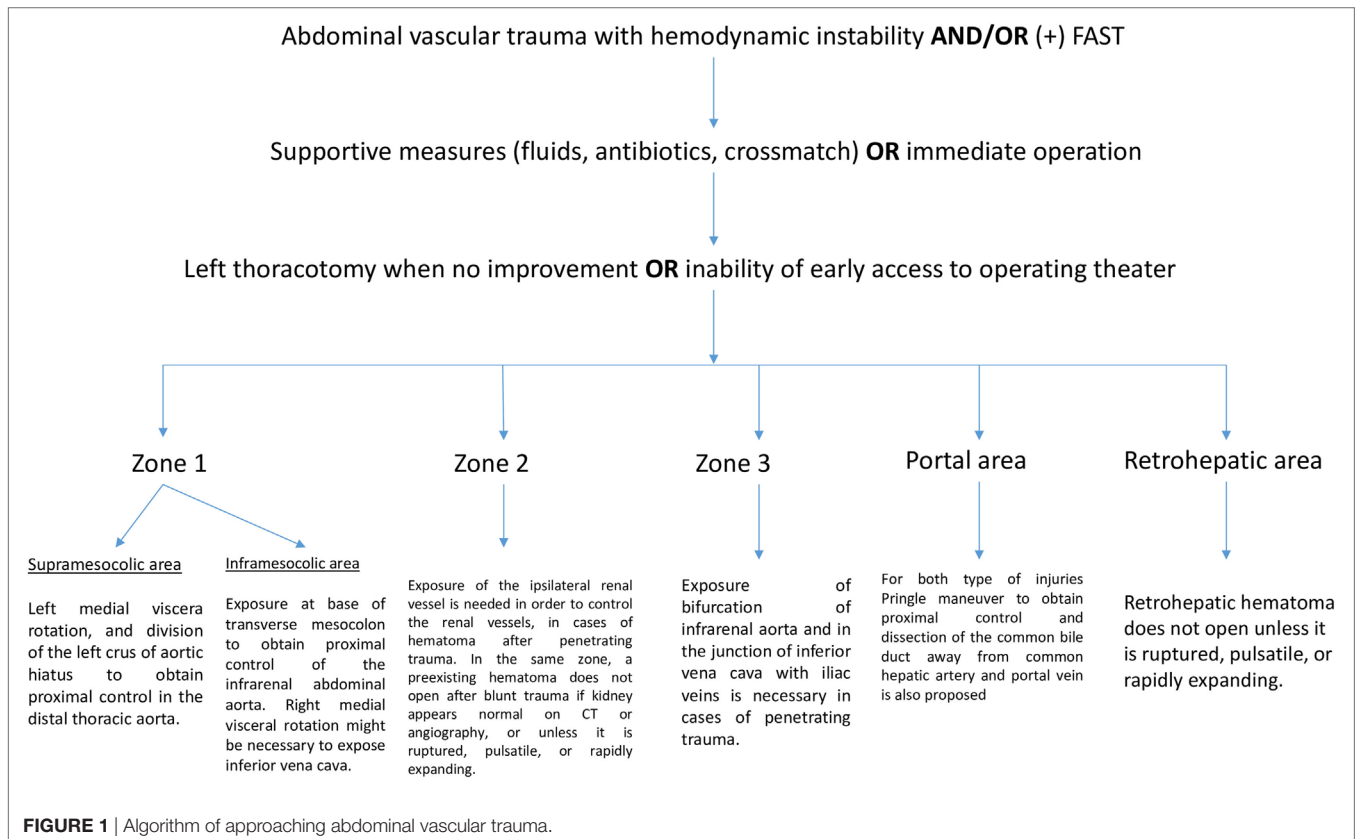 Abdominal vascular trauma with hemodynamic instability AND/OR (+) FAST
Supportive measures (fluids, antibiotics, crossmatch) OR immediate operation
Left thoracotomy when no improvement OR inability of early access to operating theater
Zone 1
Zone 2
Zone 3
Portal area
Retrohepatic area
Supramesocolic area
Left medial viscera
rotation, and division
of the left crus of aortic
hiatus to obtain
proximal control in the
distal thoracic aorta.
Inframesocolic area
Exposure at base of
transverse mesocolon
to obtain proximal
control of the
infrarenal abdominal
aorta. Right medial
visceral rotation might
be necessary to expose
inferior vena cava.
Exposure of the ipsilateral renal
vessel is needed in order to control
the renal vessels, in cases of
hematoma after penetrating
trauma. In the same zone, a
preexisting hematoma does not
open after blunt trauma if kidney
appears normal on CT or
angiography, or unless it is
ruptured, pulsatile, or rapidly
expanding.
Exposure of
bifurcation of
infrarenal aorta and in
the junction of inferior
vena cava with iliac
veins is necessary in
cases of penetrating
trauma.
For both type of injuries
Pringle maneuver to obtain
proximal control and
dissection of the common bile
duct away from common
hepatic artery and portal vein
is also proposed
Retrohepatic hematoma
does not open unless it
is ruptured, pulsatile, or
rapidly expanding.
FIGURE 1 | Algorithm of approaching abdominal vascular trauma.